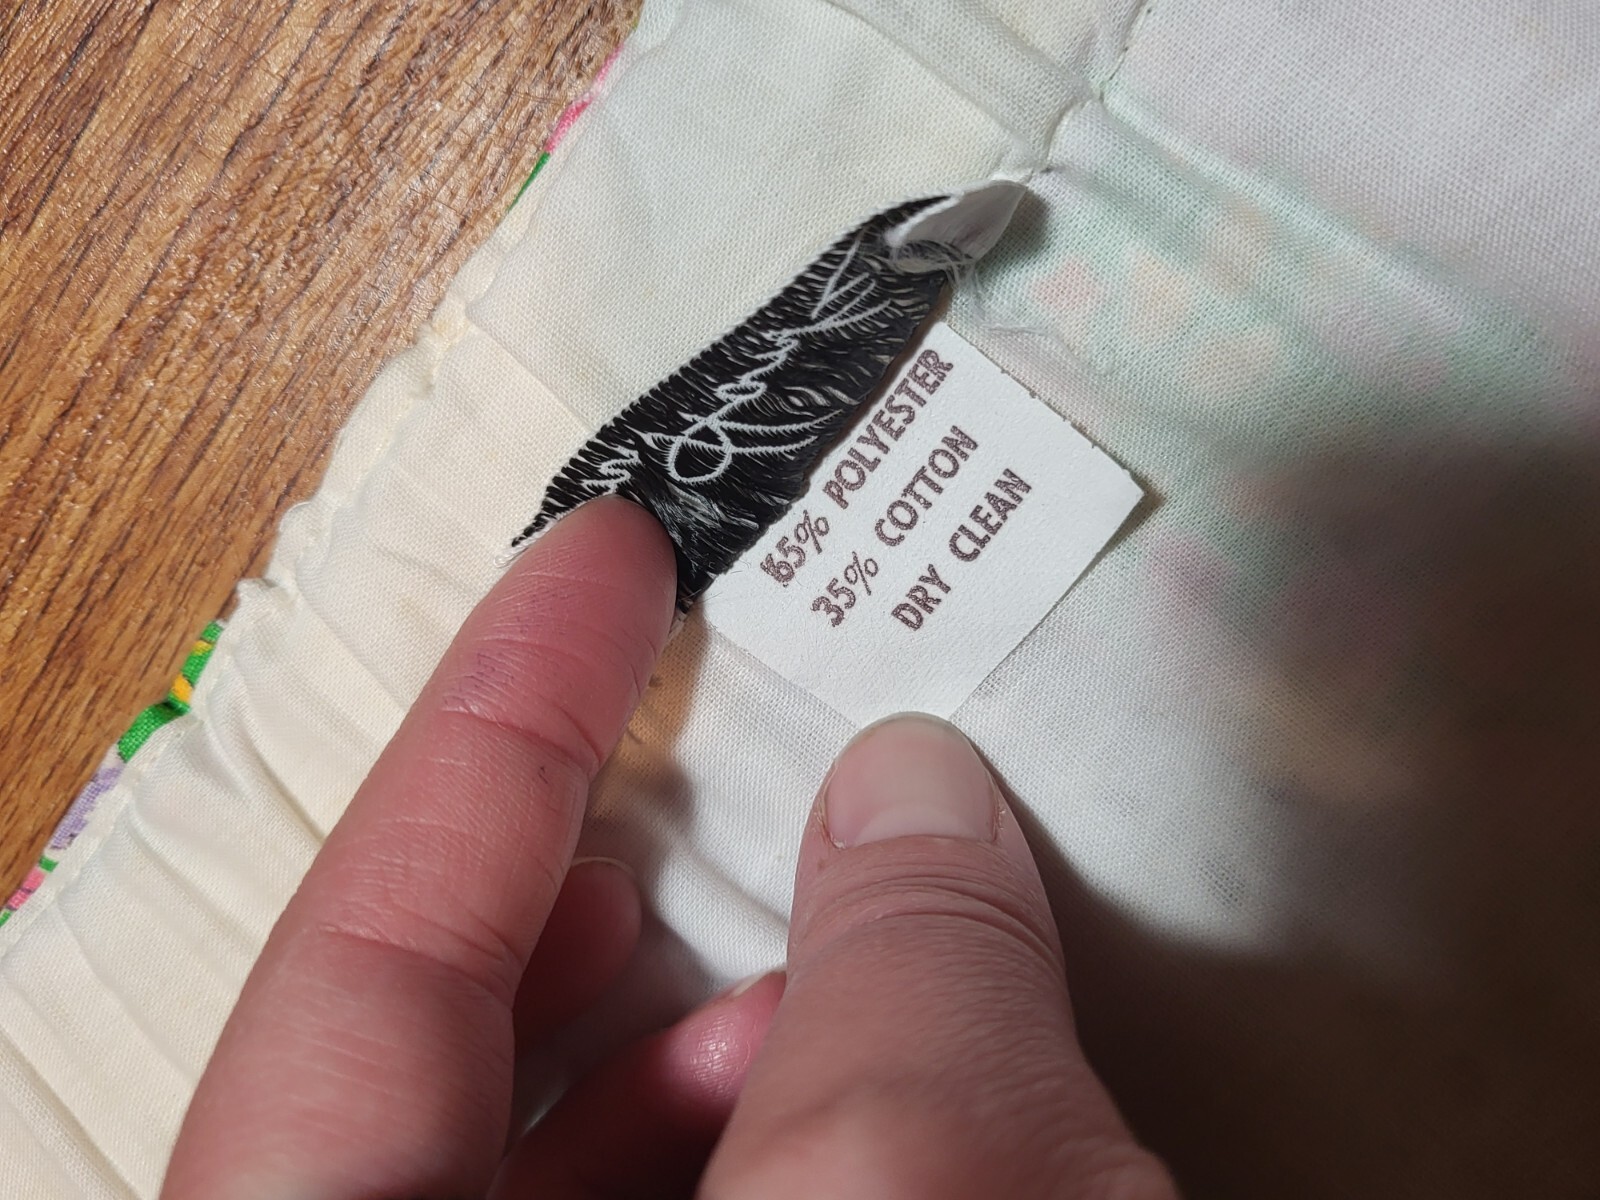 65% POLYESTER
35% COTTON
DRY CLEAN